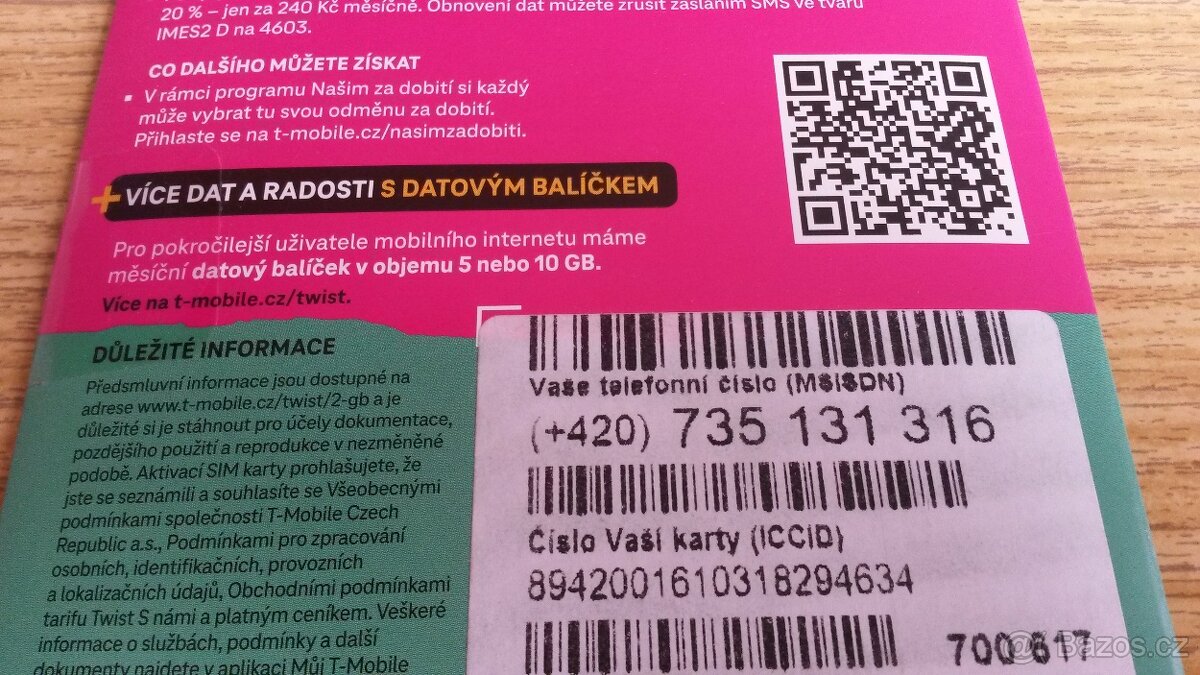 20 % – jen za 240 Kč měsíčně. Obnovení dat můžete zrušit zasláním SMS ve tvaru
IMES2 D na 4603.
CO DALŠÍHO MŮŽETE ZÍSKAT
▪ V rámci programu Našim za dobití si každý
může vybrat tu svou odměnu za dobití.
Přihlaste se na t-mobile.cz/nasimzadobiti.
+ VÍCE DAT A RADOSTI S DATOVÝM BALÍČKEM
Pro pokročilejší uživatele mobilního internetu máme
měsíční datový balíček v objemu 5 nebo 10 GB.
Více na t-mobile.cz/twist.
DŮLEŽITÉ INFORMACE
Předsmluvní informace jsou dostupné na
adrese www.t-mobile.cz/twist/2-gb a je
důležité si je stáhnout pro účely dokumentace,
pozdějšího použití a reprodukce v nezměněné
podobě. Aktivací SIM karty prohlašujete, že
jste se seznámili a souhlasíte se Všeobecnými
podmínkami společnosti T-Mobile Czech
Republic a.s., Podmínkami pro zpracování
osobních, identifikačních, provozních
a lokalizačních údajů, Obchodními podmínkami
tarifu Twist S námi a platným ceníkem. Veškeré
informace o službách, podmínky a další
dokumenty najdete v aplikaci Můj T-Mobile
Vaše telefonní číslo (MSISDN)
(+420) 735 131 316
Číslo Vaší karty (ICCID)
8942001610318294634
700 617
Bazos.cz